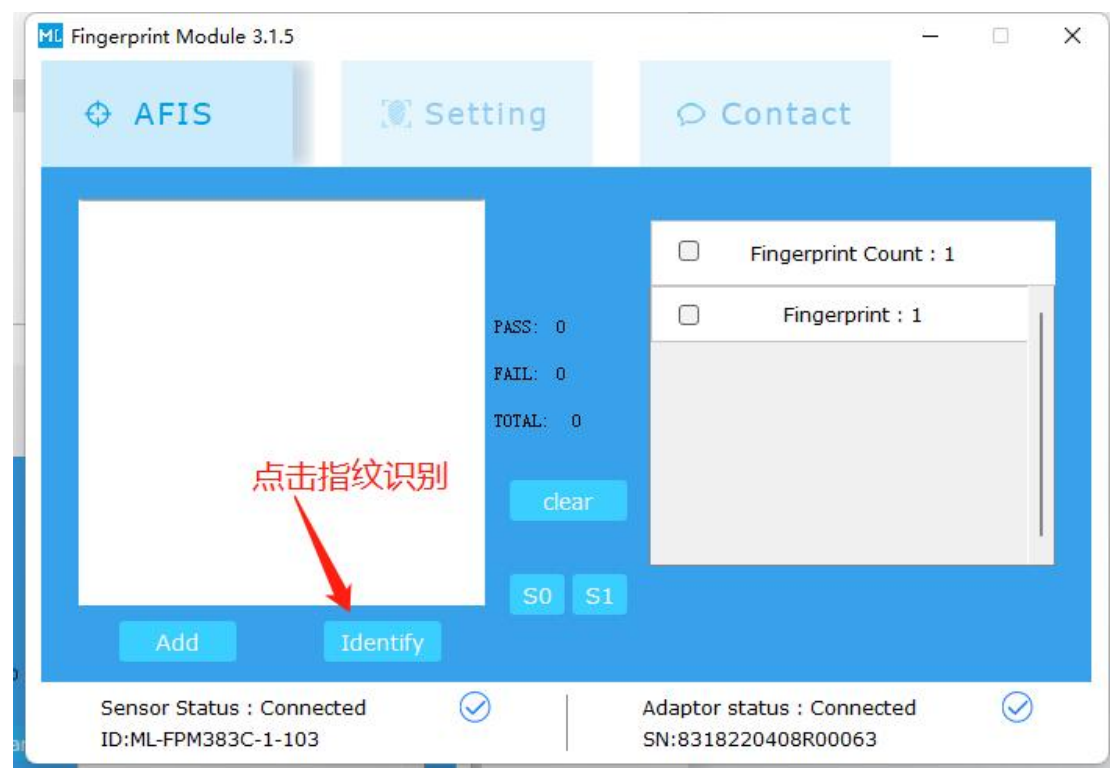 ML Fingerprint Module 3.1.5
AFIS
Setting
Contact
Fingerprint Count : 1
Fingerprint : 1
PASS: 0
FAIL: 0
TOTAL: 0
点击指纹识别
clear
S0 S1
Add
Identify
Sensor Status : Connected
ID:ML-FPM383C-1-103
Adaptor status : Connected
SN:8318220408R00063